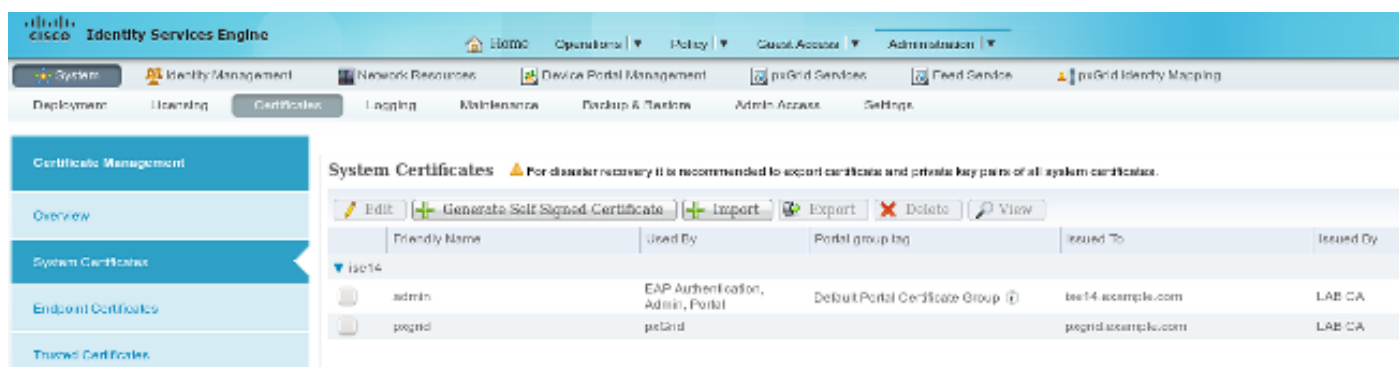 cisco Identity Services Engine
Home Operations Policy Guest Access Administration
System Identity Management Network Resources Device Portal Management pxGrid Services Feed Service pxGrid Identity Mapping
Deployment Licensing Certificates Logging Maintenance Backup & Restore Admin Access Settings
Certificate Management
Overview
System Certificates
Endpoint Certificates
Trusted Certificates
System Certificates For disaster recovery it is recommended to export certificate and private key pairs of all system certificates.
Edit Generate Self Signed Certificate Import Export Delete View
Friendly Name Used By Portal group tag Issued To Issued By
ise14
admin EAP Authentication, Admin, Portal Default Portal Certificate Group ise14.example.com LAB CA
pxgrid pxGrid pxgrid.example.com LAB CA